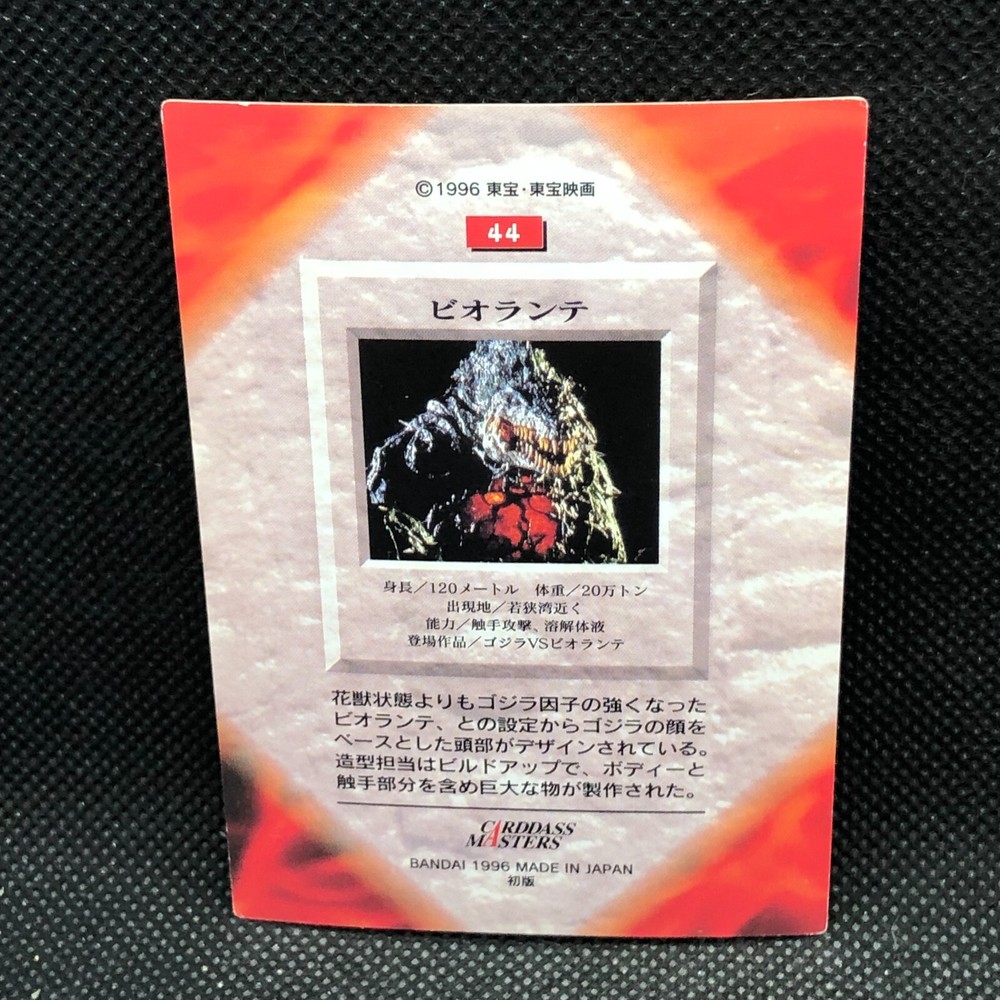 ©1996 東宝・東宝映画
44
ビオランテ
身長／120メートル　体重／20万トン
出現地／若狭湾近く
能力／触手攻撃、溶解体液
登場作品／ゴジラVSビオランテ
花獣状態よりもゴジラ因子の強くなった
ビオランテ、との設定からゴジラの顔を
ベースとした頭部がデザインされている。
造型担当はビルドアップで、ボディーと
触手部分を含め巨大な物が製作された。
CARDDASS
MASTERS
BANDAI 1996 MADE IN JAPAN
初版